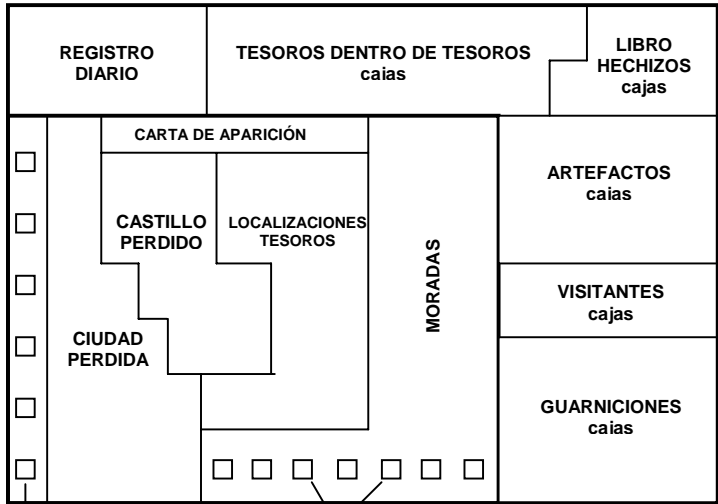 REGISTRO
DIARIO
TESOROS DENTRO DE TESOROS
caias
LIBRO
HECHIZOS
cajas
CARTA DE APARICIÓN
ARTEFACTOS
caias
CASTILLO
PERDIDO
LOCALIZACIONES
TESOROS
MORADAS
VISITANTES
cajas
CIUDAD
PERDIDA
GUARNICIONES
caias